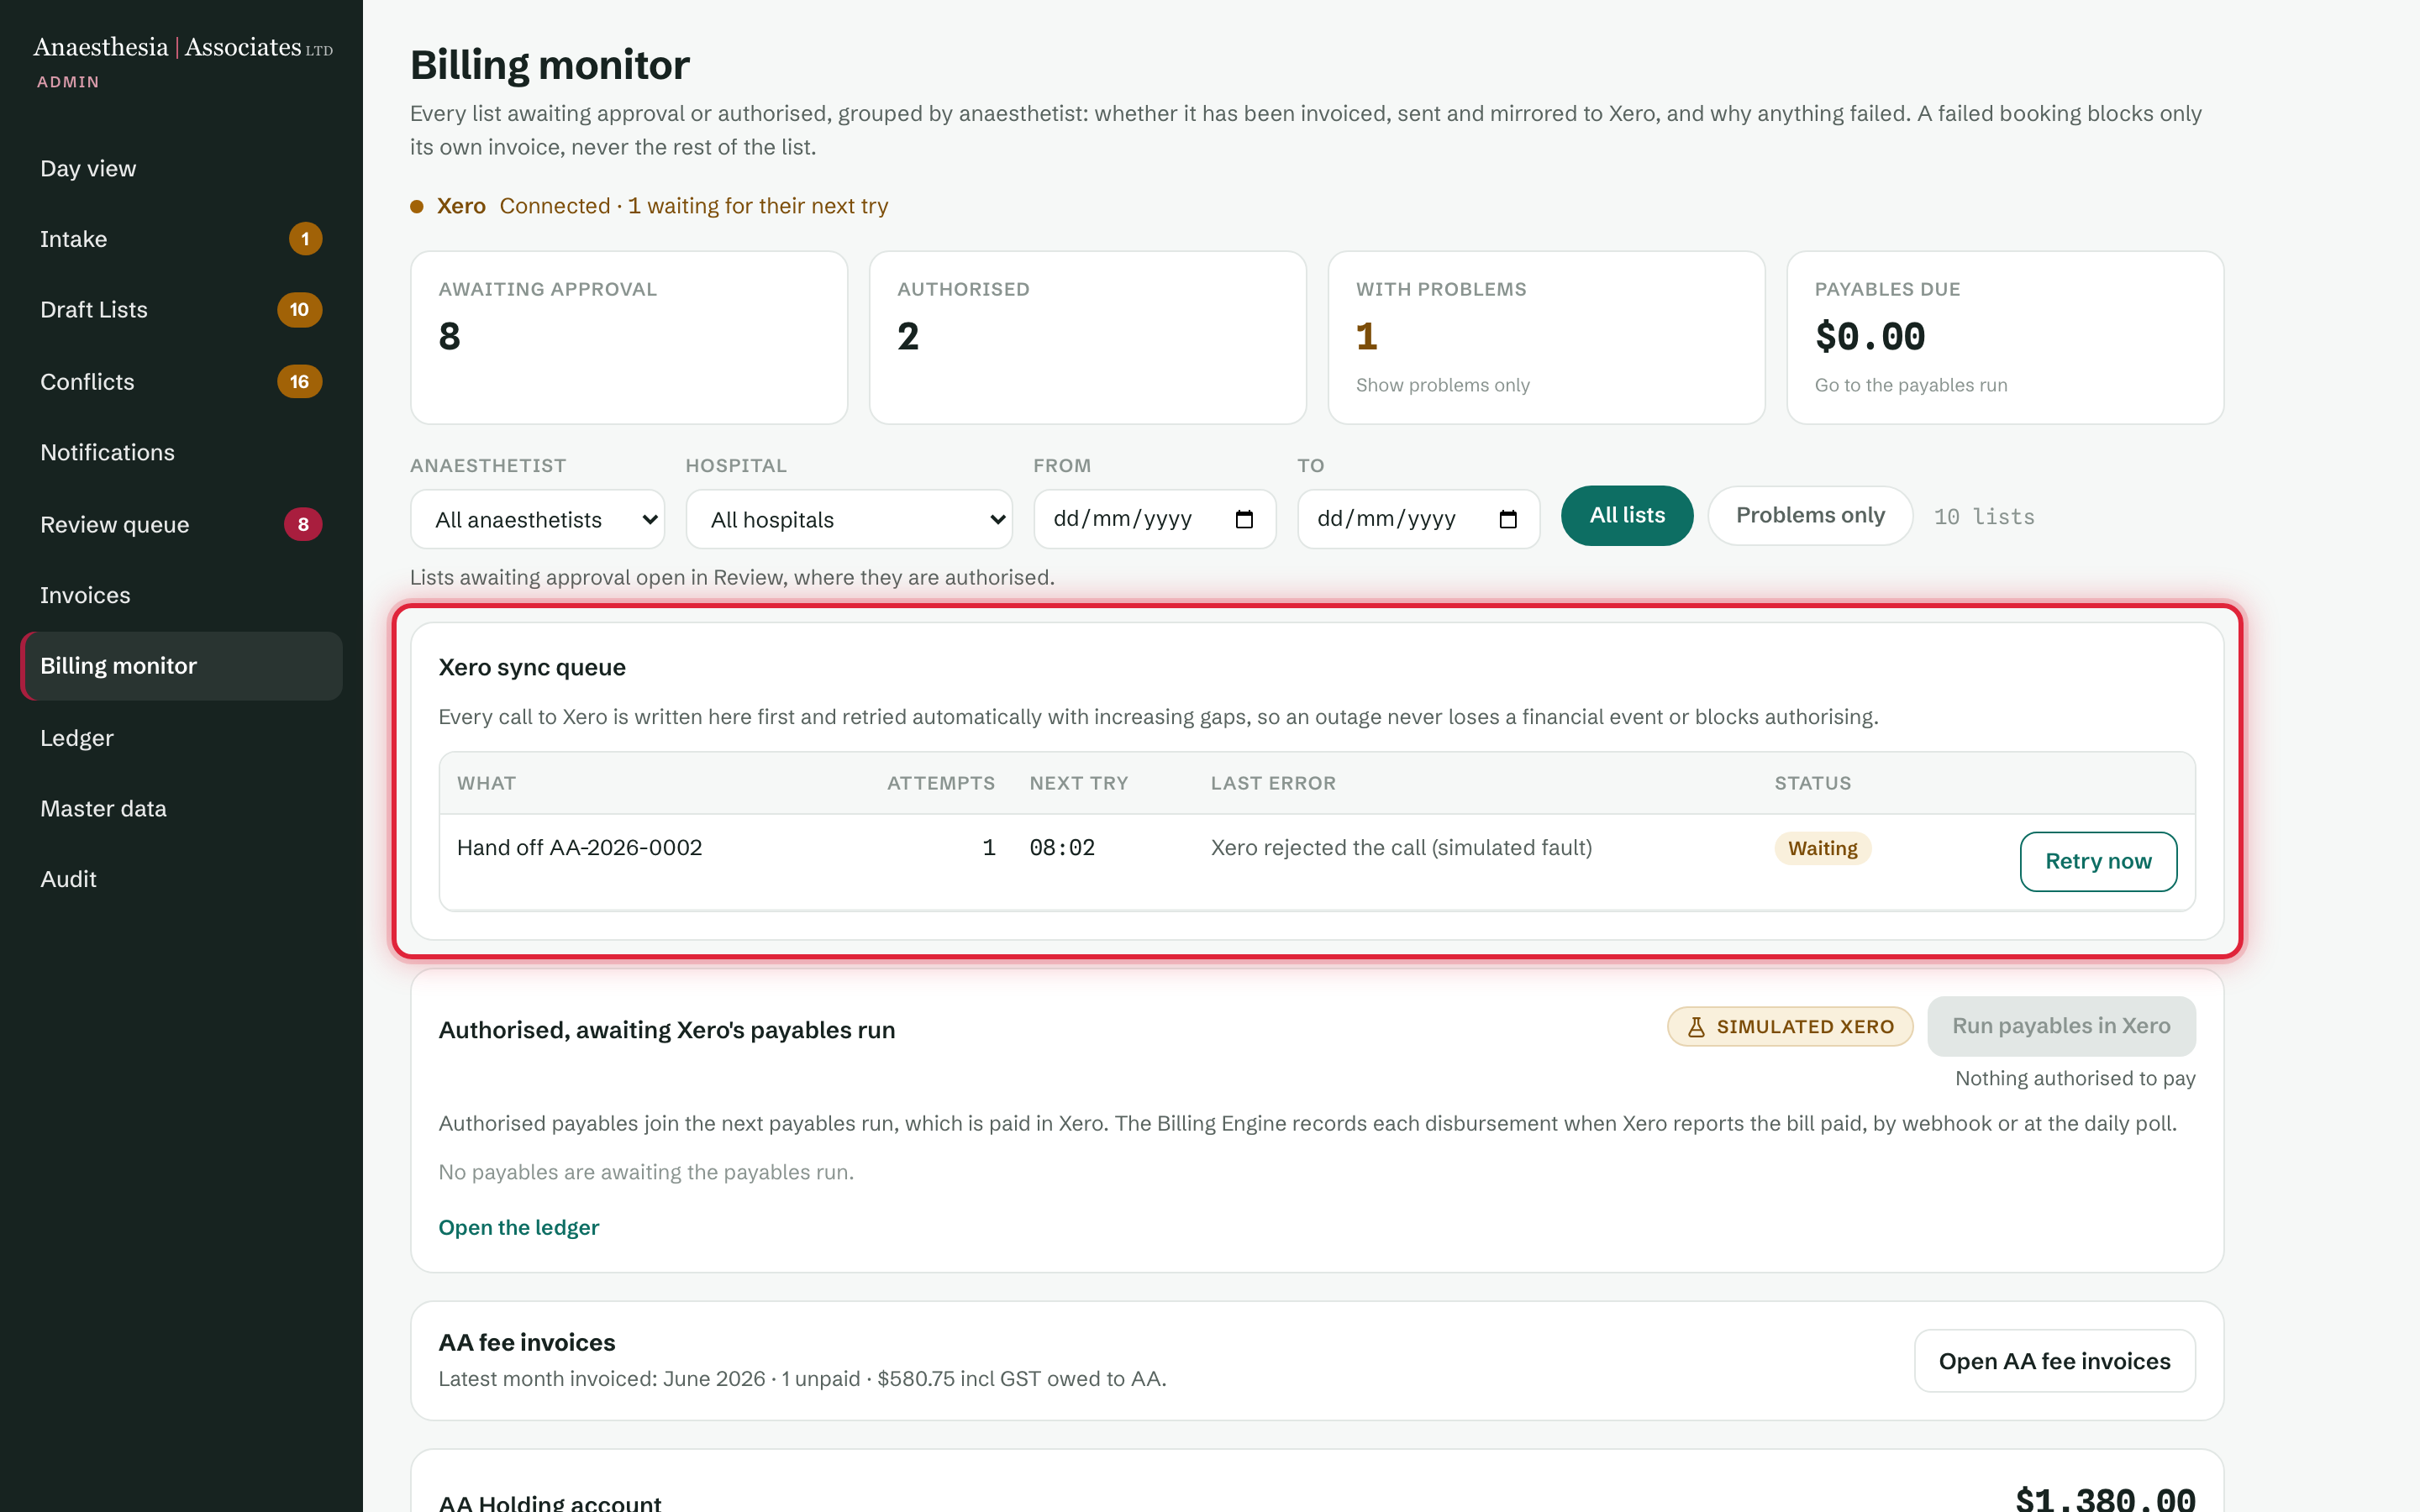 Anaesthesia | Associates LTD
ADMIN
Day view
Intake 1
Draft Lists 10
Conflicts 16
Notifications
Review queue 8
Invoices
Billing monitor
Ledger
Master data
Audit
Billing monitor
Every list awaiting approval or authorised, grouped by anaesthetist: whether it has been invoiced, sent and mirrored to Xero, and why anything failed. A failed booking blocks only
its own invoice, never the rest of the list.
Xero Connected · 1 waiting for their next try
AWAITING APPROVAL
8
AUTHORISED
2
WITH PROBLEMS
1
Show problems only
PAYABLES DUE
$0.00
Go to the payables run
ANAESTHETIST HOSPITAL FROM TO
All anaesthetists All hospitals dd/mm/yyyy dd/mm/yyyy All lists Problems only 10 lists
Lists awaiting approval open in Review, where they are authorised.
Xero sync queue
Every call to Xero is written here first and retried automatically with increasing gaps, so an outage never loses a financial event or blocks authorising.
WHAT ATTEMPTS NEXT TRY LAST ERROR STATUS
Hand off AA-2026-0002 1 08:02 Xero rejected the call (simulated fault) Waiting Retry now
Authorised, awaiting Xero's payables run SIMULATED XERO Run payables in Xero
Nothing authorised to pay
Authorised payables join the next payables run, which is paid in Xero. The Billing Engine records each disbursement when Xero reports the bill paid, by webhook or at the daily poll.
No payables are awaiting the payables run.
Open the ledger
AA fee invoices
Latest month invoiced: June 2026 · 1 unpaid · $580.75 incl GST owed to AA.
Open AA fee invoices
AA Holding account $1,380.00